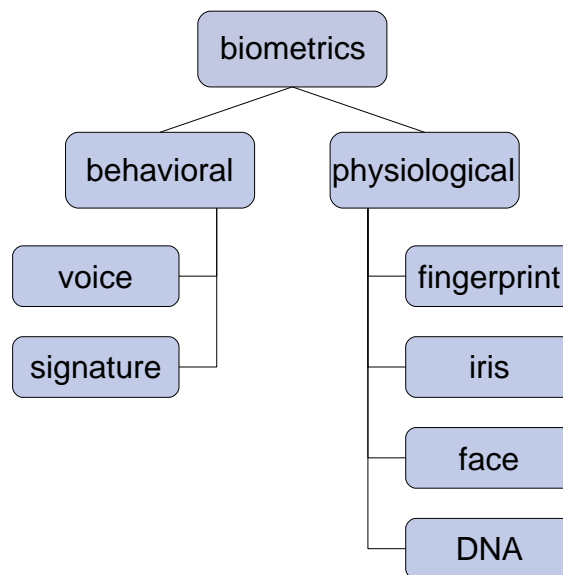 biometrics
behavioral
physiological
voice
fingerprint
signature
iris
face
DNA